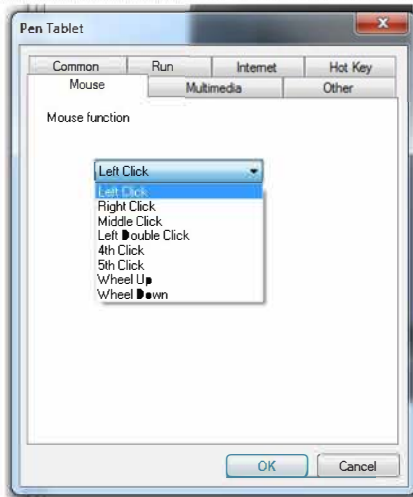 Pen Tablet
Common Run Internet Hot Key
Mouse Multimedia Other
Mouse function
Left Click
Left Click
Right Click
Middle Click
Left Double Click
4th Click
5th Click
Wheel Up
Wheel Down
OK Cancel